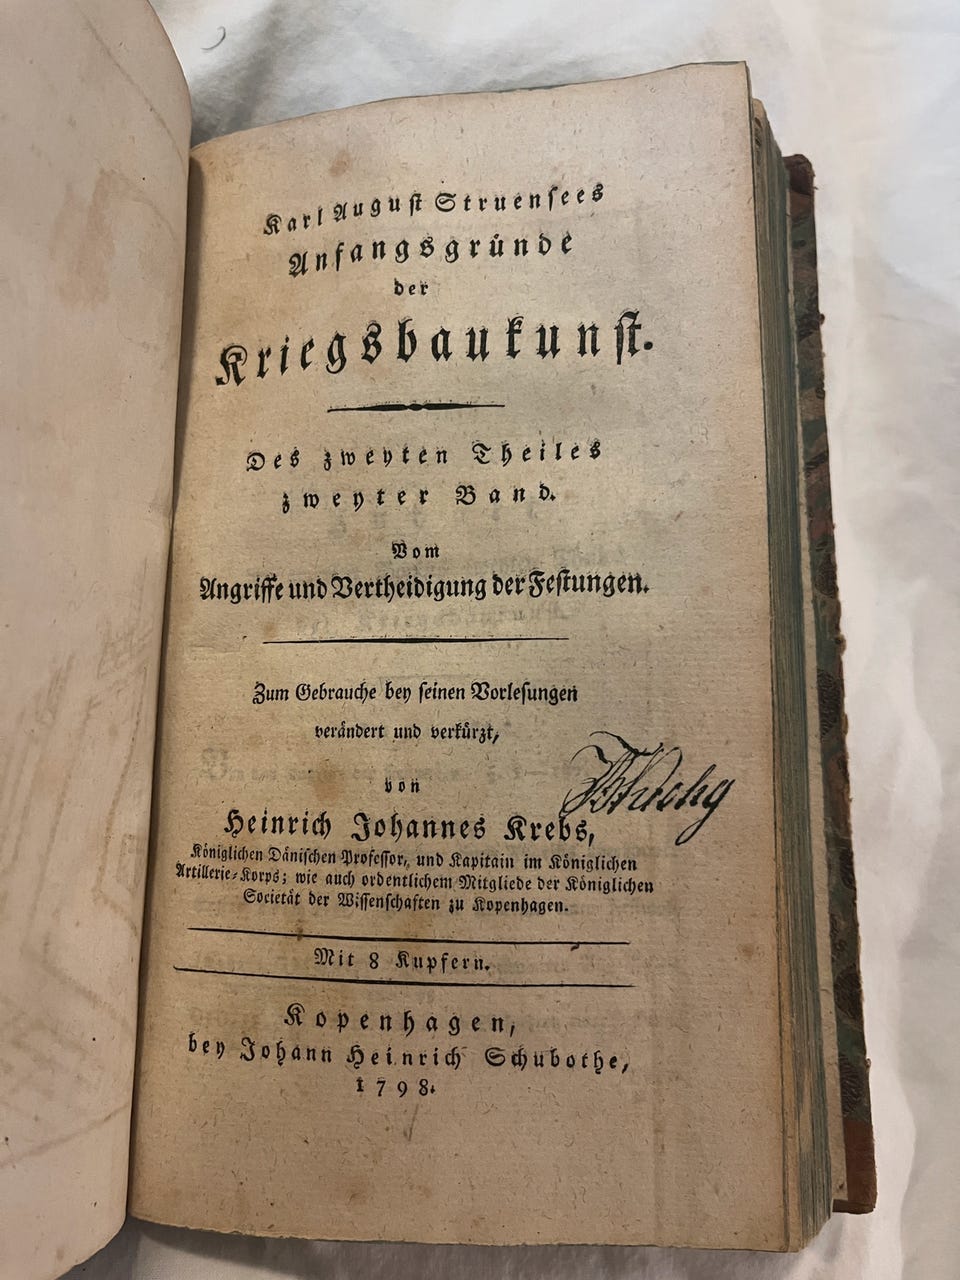 Karl August Struensees
Anfangsgründe
der
Kriegsbaukunst.
Des zweyten Theiles
zweyter Band.
Vom
Angriffe und Vertheidigung der Festungen.
Zum Gebrauche bey seinen Vorlesungen
verändert und verkürzt,
von
Heinrich Johannes Krebs,
Königlichen Dänischen Professor, und Kapitain im Königlichen
Artillerie-Korps; wie auch ordentlichem Mitgliede der Königlichen
Societät der Wissenschaften zu Kopenhagen.
Mit 8 Kupfern.
Kopenhagen,
bey Johann Heinrich Schubothe,
1798.